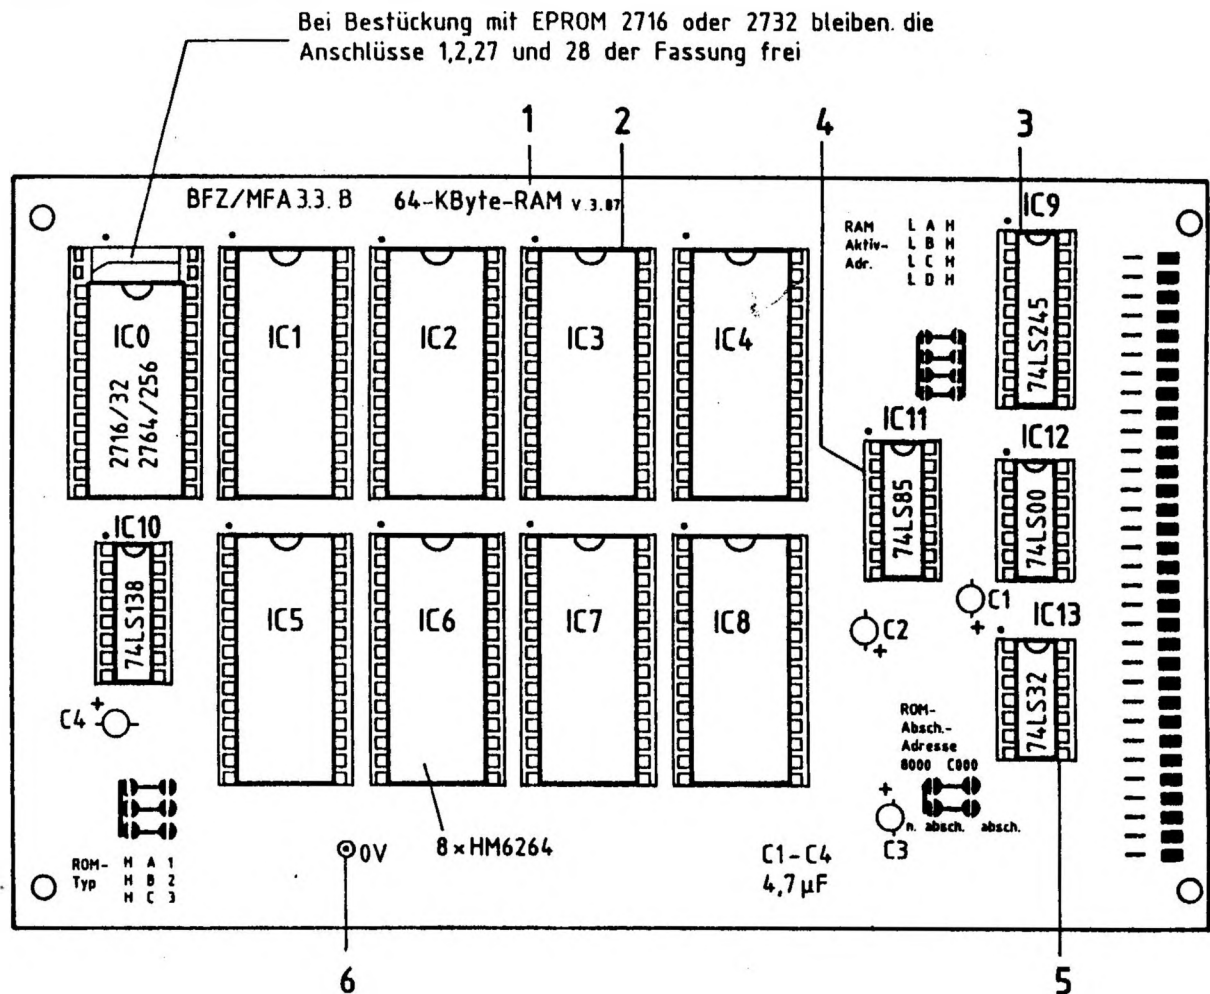 Bei Bestückung mit EPROM 2716 oder 2732 bleiben. die
Anschlüsse 1,2,27 und 28 der Fassung frei
1
2
4
3
BFZ/MFA 3.3. B
64-KByte-RAM v. 3.87
RAM L A H
Aktiv- L B H
Adr. L C H
L D H
IC9
74LS245
IC0
2716/32
2764/256
IC1
IC2
IC3
IC4
IC11
74LS85
IC12
74LS00
IC10
74LS138
IC5
IC6
IC7
IC8
C1
+
C2
+
IC13
74LS32
+
C4
ROM-
Absch.-
Adresse
8000 C000
+
n. absch. absch.
C3
ROM- H A 1
Typ H B 2
H C 3
0V
8×HM6264
C1-C4
4,7 µF
6
5